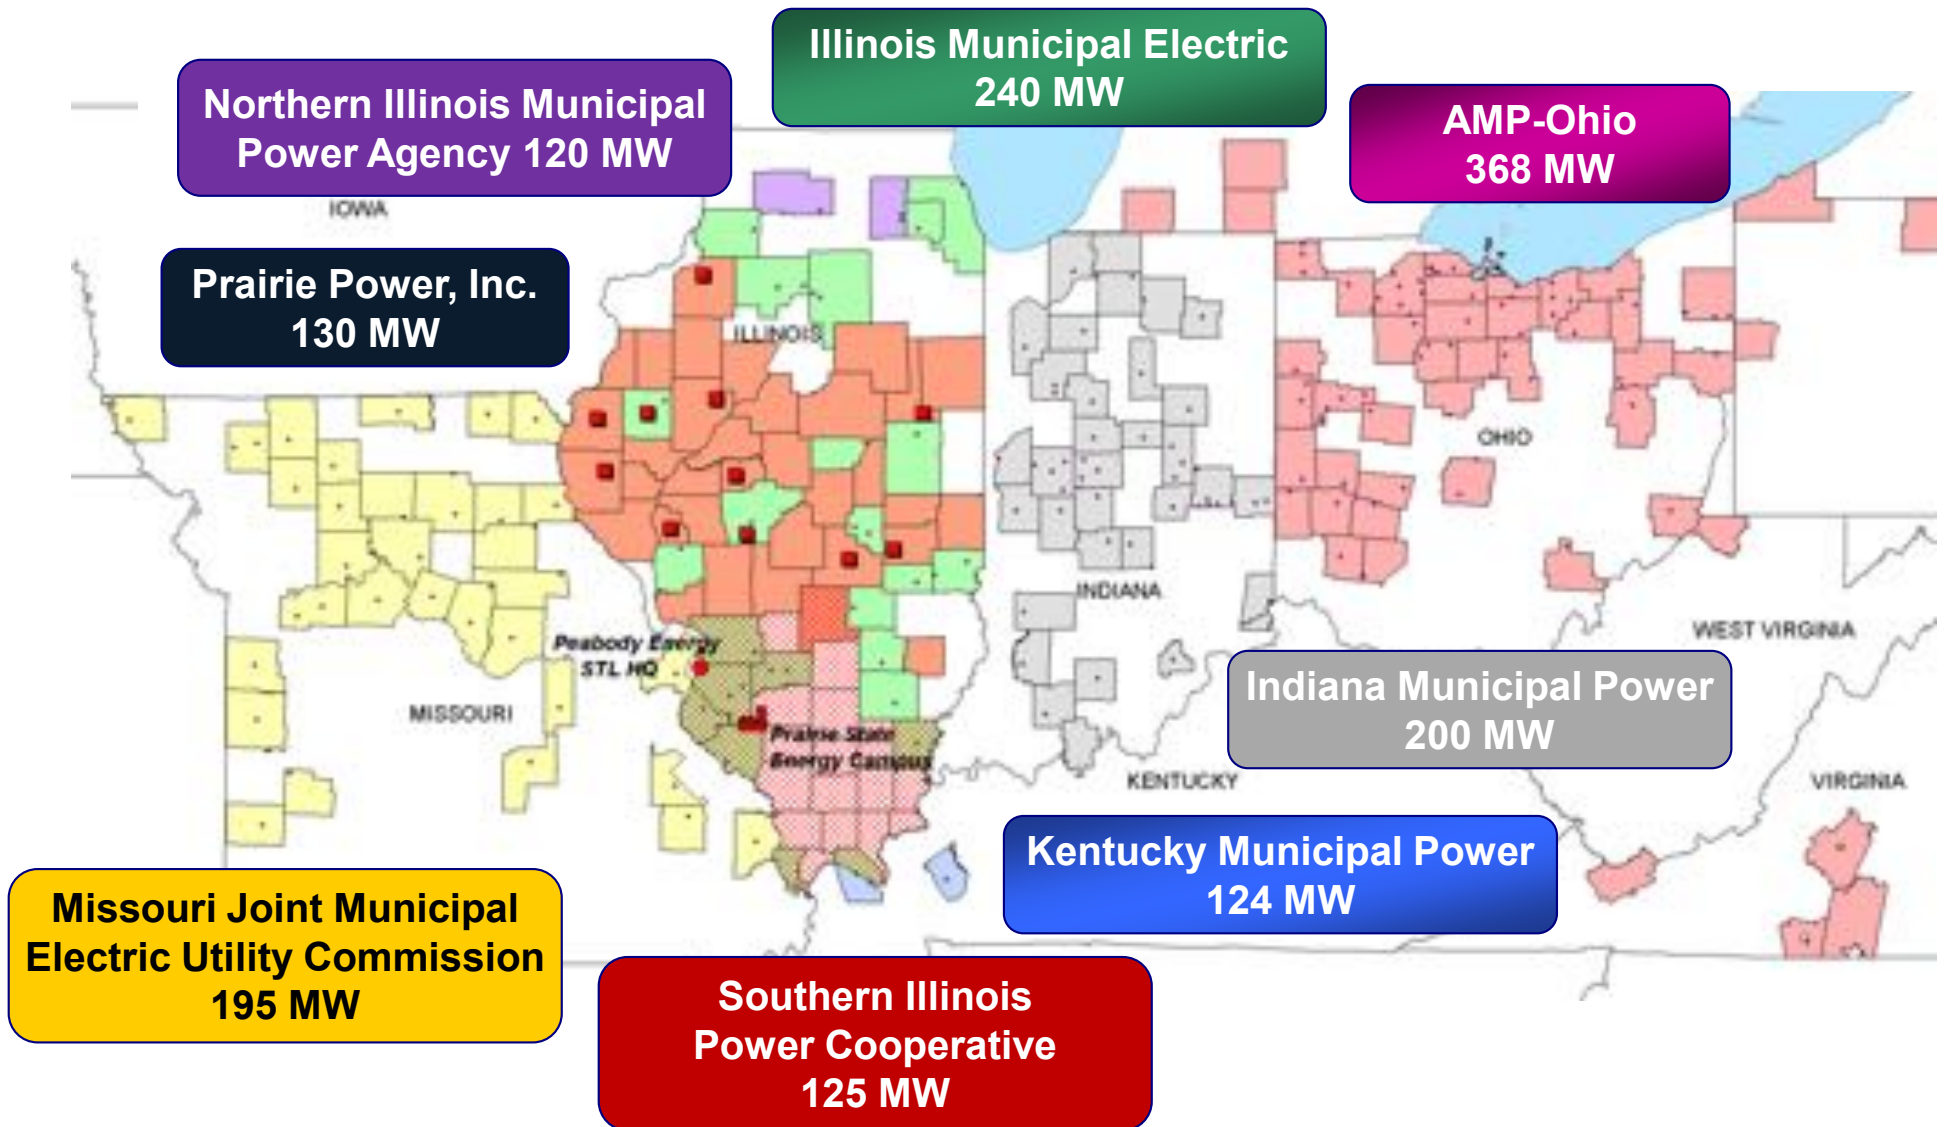 Illinois Municipal Electric
240 MW
Northern Illinois Municipal
Power Agency 120 MW
AMP-Ohio
368 MW
IOWA
Prairie Power, Inc.
130 MW
ILLINOIS
OHIO
INDIANA
WEST VIRGINIA
Peabody Energy
STL HQ
MISSOURI
Indiana Municipal Power
200 MW
Prairie State
Energy Campus
KENTUCKY
VIRGINIA
Kentucky Municipal Power
124 MW
Missouri Joint Municipal
Electric Utility Commission
195 MW
Southern Illinois
Power Cooperative
125 MW